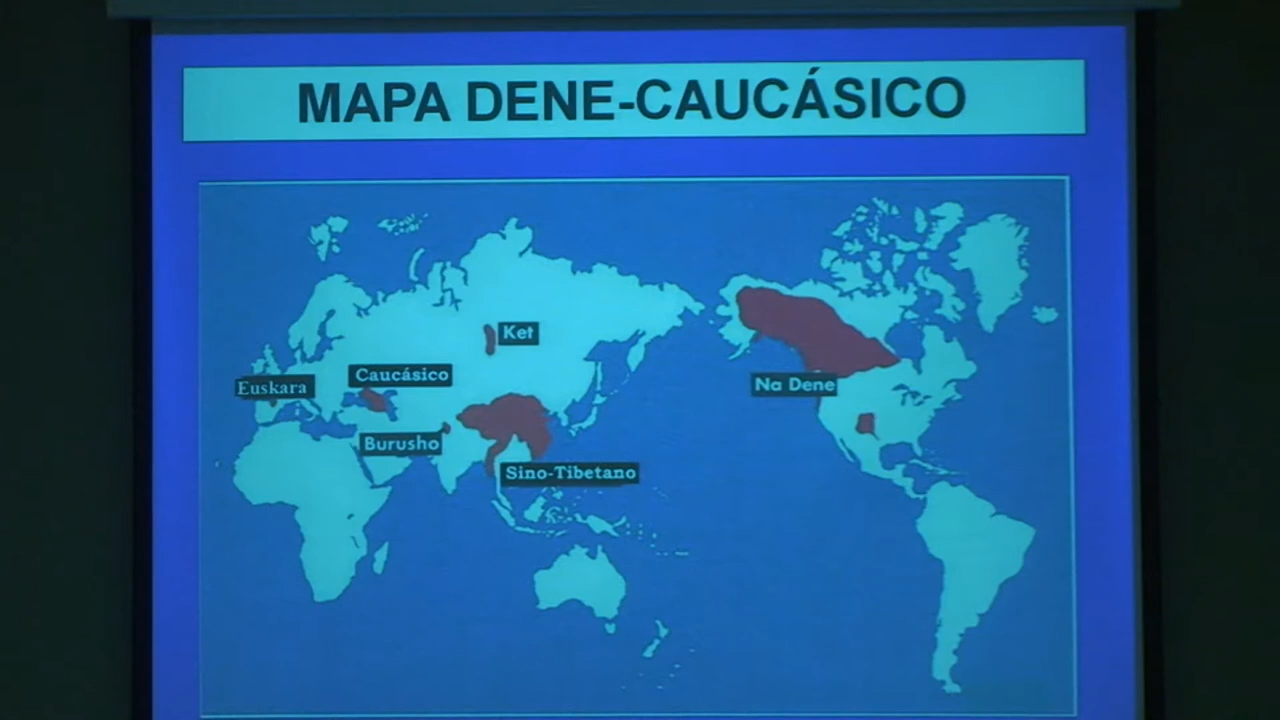 MAPA DENE-CAUCÁSICO
Ket
Caucásico
Euskara
Na Dene
Burusho
Sino-Tibetano